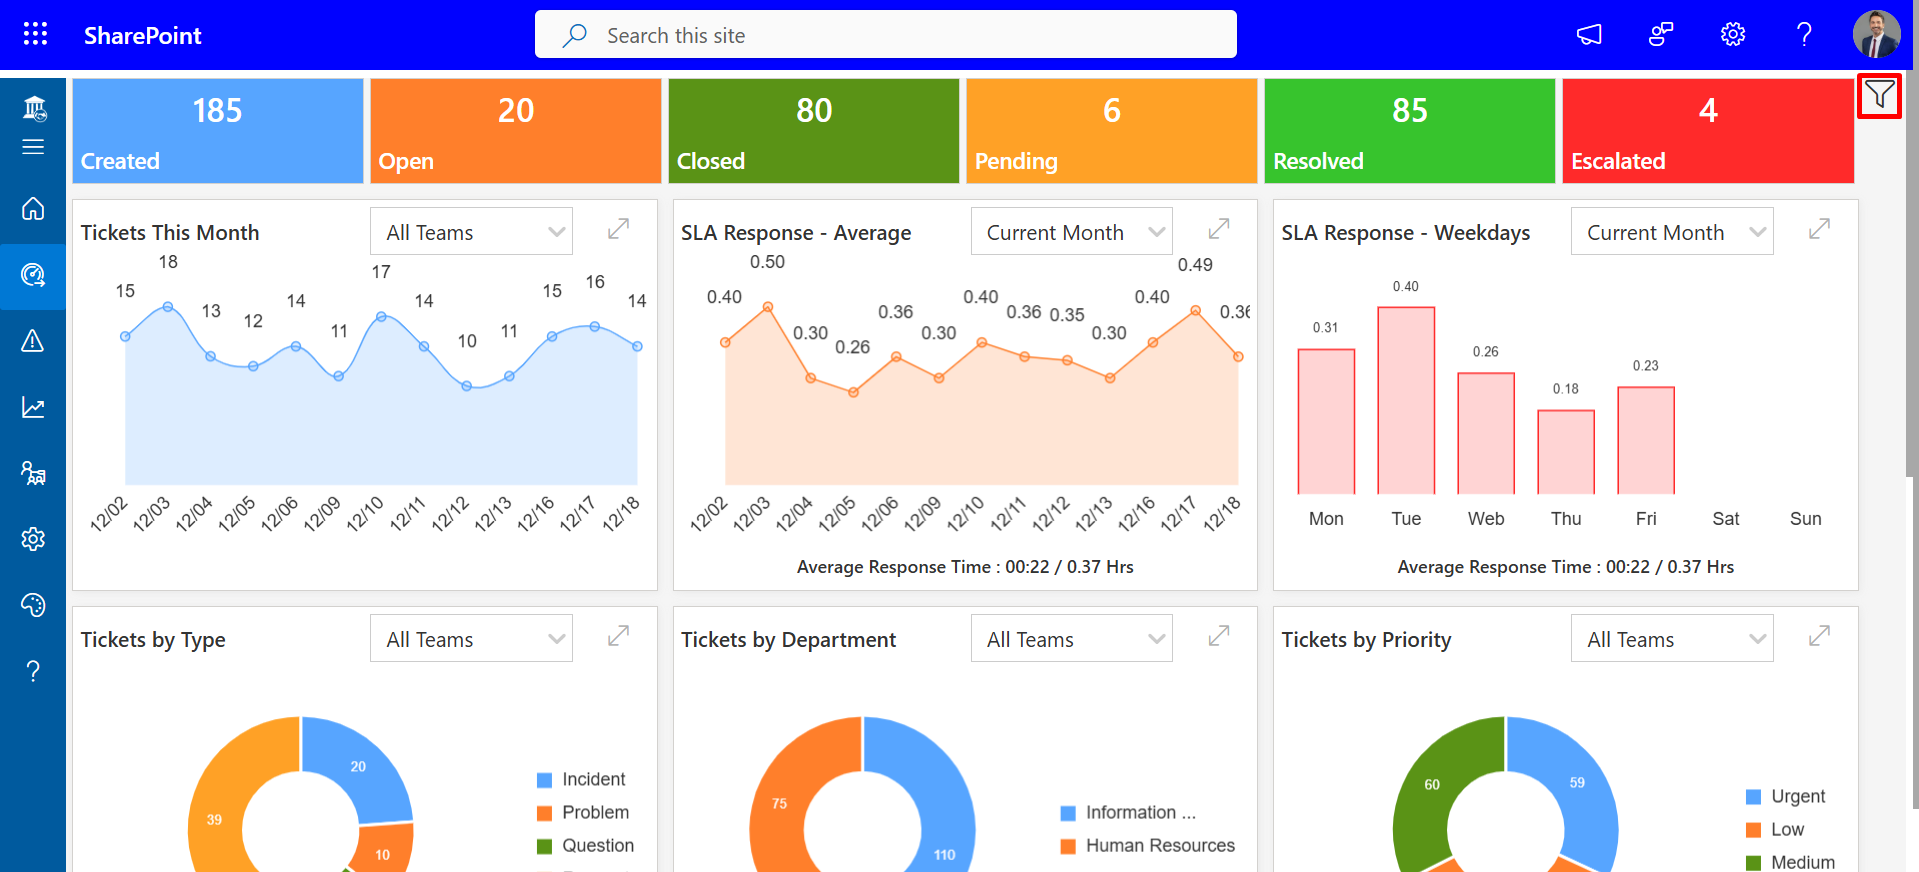 SharePoint
Search this site
185
Created
20
Open
80
Closed
6
Pending
85
Resolved
4
Escalated
Tickets This Month
All Teams
15
18
13
12
14
11
17
14
10
11
15
16
14
12/02
12/03
12/04
12/05
12/06
12/09
12/10
12/11
12/12
12/13
12/16
12/17
12/18
SLA Response - Average
Current Month
0.40
0.50
0.30
0.26
0.36
0.30
0.40
0.36
0.35
0.30
0.40
0.49
0.36
12/02
12/03
12/04
12/05
12/06
12/09
12/10
12/11
12/12
12/13
12/16
12/17
12/18
Average Response Time : 00:22 / 0.37 Hrs
SLA Response - Weekdays
Current Month
0.31
0.40
0.26
0.18
0.23
Mon
Tue
Web
Thu
Fri
Sat
Sun
Average Response Time : 00:22 / 0.37 Hrs
Tickets by Type
All Teams
20
39
10
Incident
Problem
Question
Tickets by Department
All Teams
75
110
Information ...
Human Resources
Tickets by Priority
All Teams
60
59
Urgent
Low
Medium